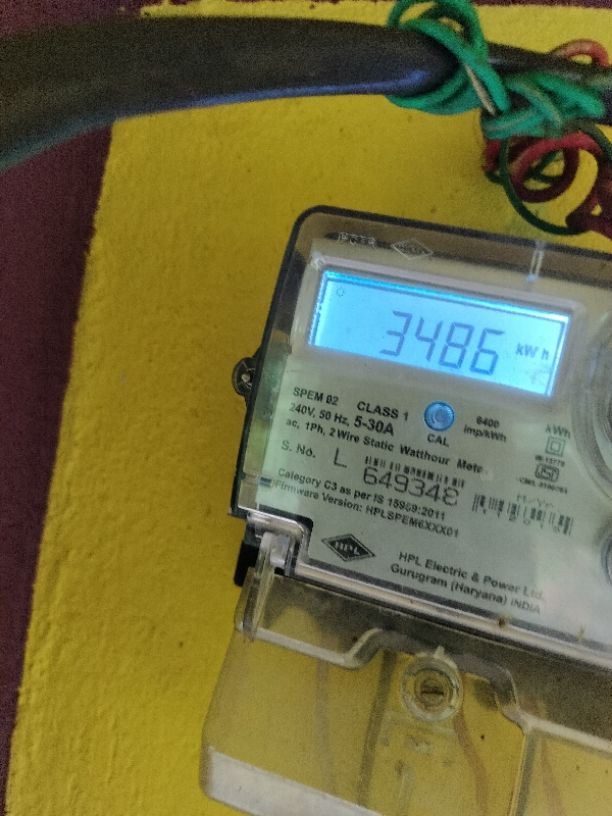 3486 kWh
SPEM 02 CLASS 1
240V, 50 Hz, 5-30A
CAL
6400
imp/kWh
kWh
ac, 1Ph, 2 Wire Static Watthour Meter
S. No. L 649348
Category C3 as per IS 15959:2011
Firmware Version: HPLSPEM6XXX01
HPL
HPL Electric & Power Ltd.
Gurugram (Haryana) INDIA